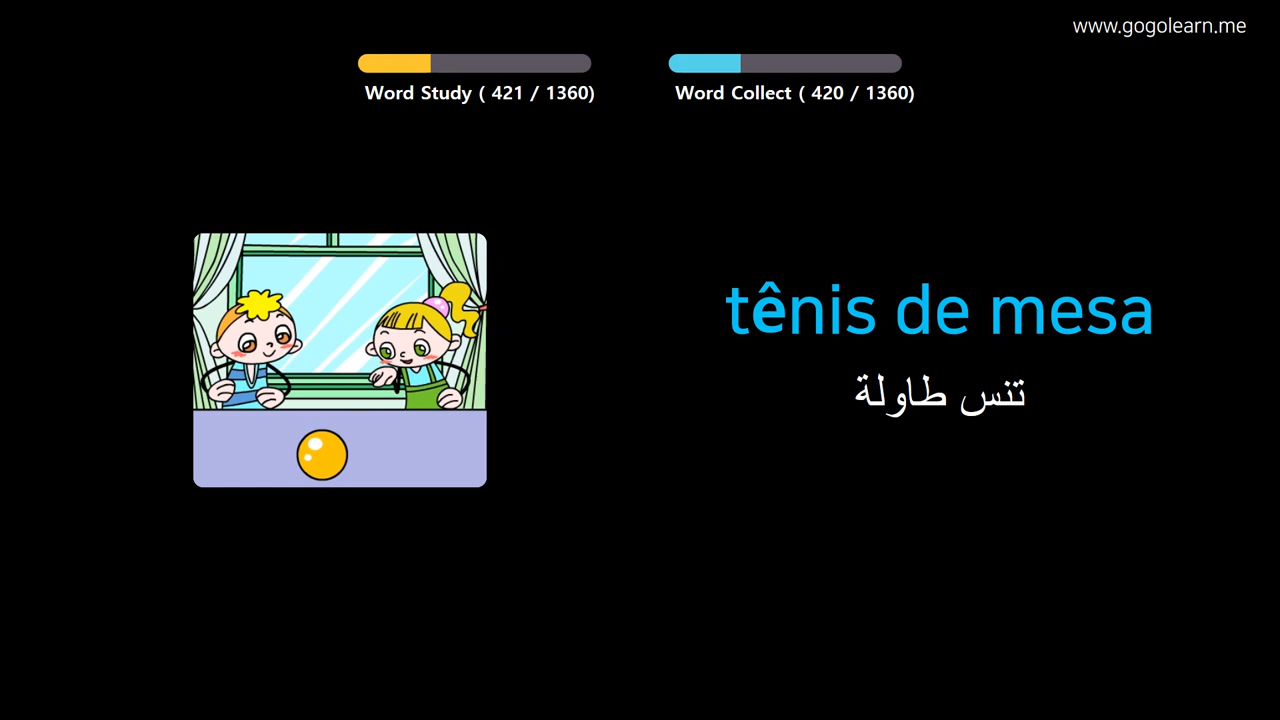 www.gogolearn.me
Word Study ( 421 / 1360)
Word Collect ( 420 / 1360)
tênis de mesa
تنس طاولة